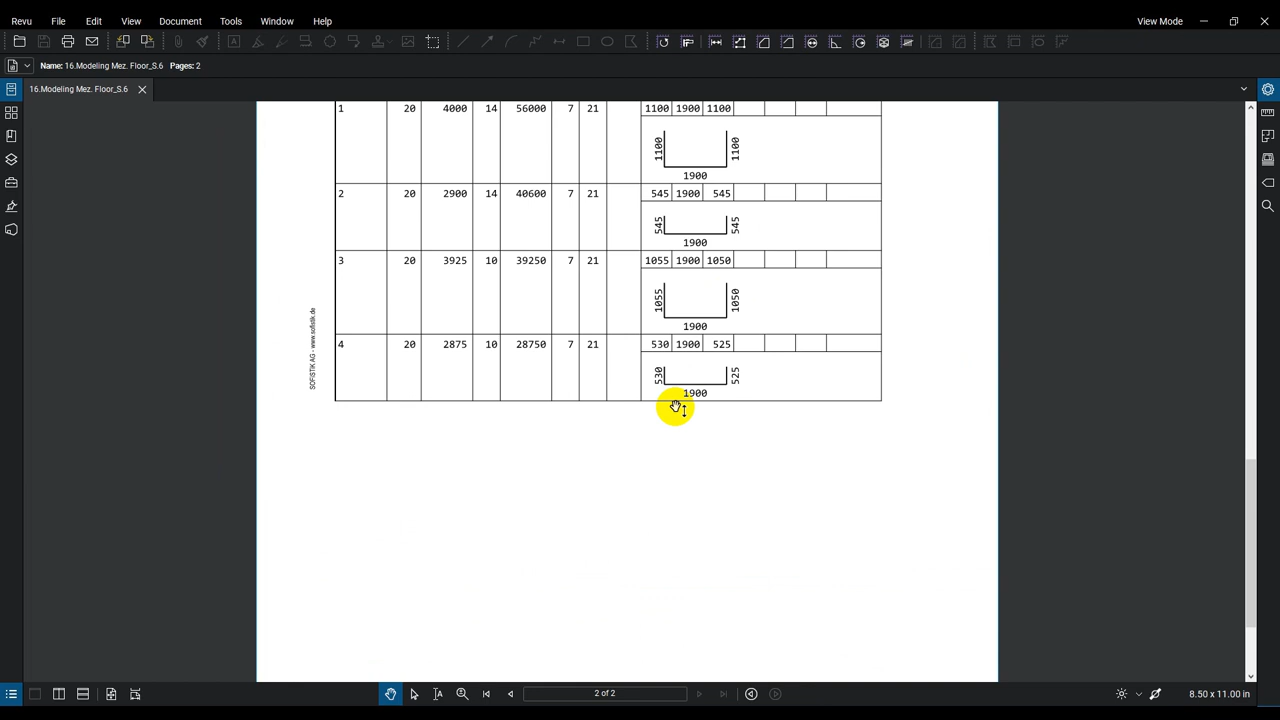 Revu File Edit View Document Tools Window Help View Mode
Name: 16.Modeling Mez. Floor_S.6 Pages: 2
16.Modeling Mez. Floor_S.6
1 20 4000 14 56000 7 21 1100 1900 1100
1100 1100
1900
2 20 2900 14 40600 7 21 545 1900 545
545 545
1900
3 20 3925 10 39250 7 21 1055 1900 1050
1055 1050
1900
4 20 2875 10 28750 7 21 530 1900 525
530 525
1900
SOFiSTiK AG - www.sofistik.de
2 of 2
8.50 x 11.00 in